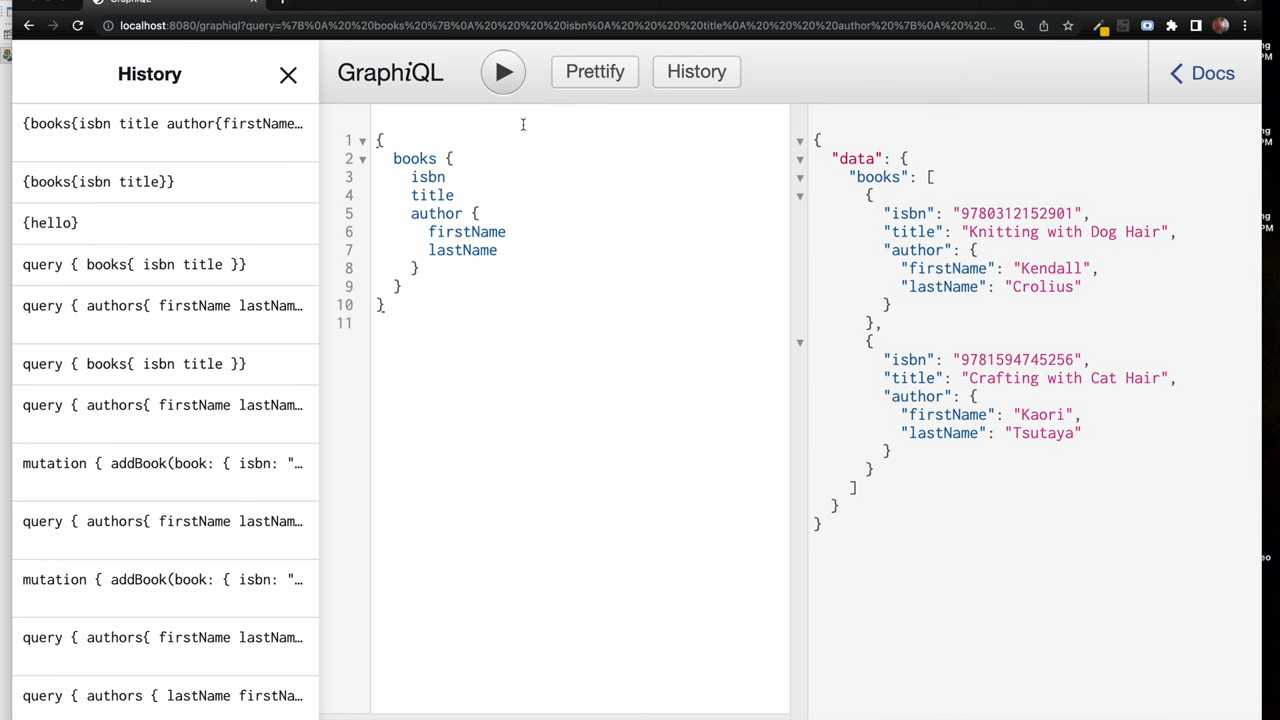 GraphiQL
localhost:8080/graphiql?query=%7B%0A%20%20books%20%7B%0A%20%20%20%20isbn%0A%20%20%20%20title%0A%20%20%20%20author%20%7B%0A%20%20%20%20...
History
GraphiQL
Prettify
History
Docs
{books{isbn title author{firstName…
{books{isbn title}}
{hello}
query { books{ isbn title }}
query { authors{ firstName lastNam…
query { books{ isbn title }}
query { authors{ firstName lastNam…
mutation { addBook(book: { isbn: "…
query { authors{ firstName lastNam…
mutation { addBook(book: { isbn: "…
query { authors{ firstName lastNam…
query { authors { lastName firstNa…
1 {
2 books {
3 isbn
4 title
5 author {
6 firstName
7 lastName
8 }
9 }
10 }
11
{
"data": {
"books": [
{
"isbn": "9780312152901",
"title": "Knitting with Dog Hair",
"author": {
"firstName": "Kendall",
"lastName": "Crolius"
}
},
{
"isbn": "9781594745256",
"title": "Crafting with Cat Hair",
"author": {
"firstName": "Kaori",
"lastName": "Tsutaya"
}
}
]
}
}